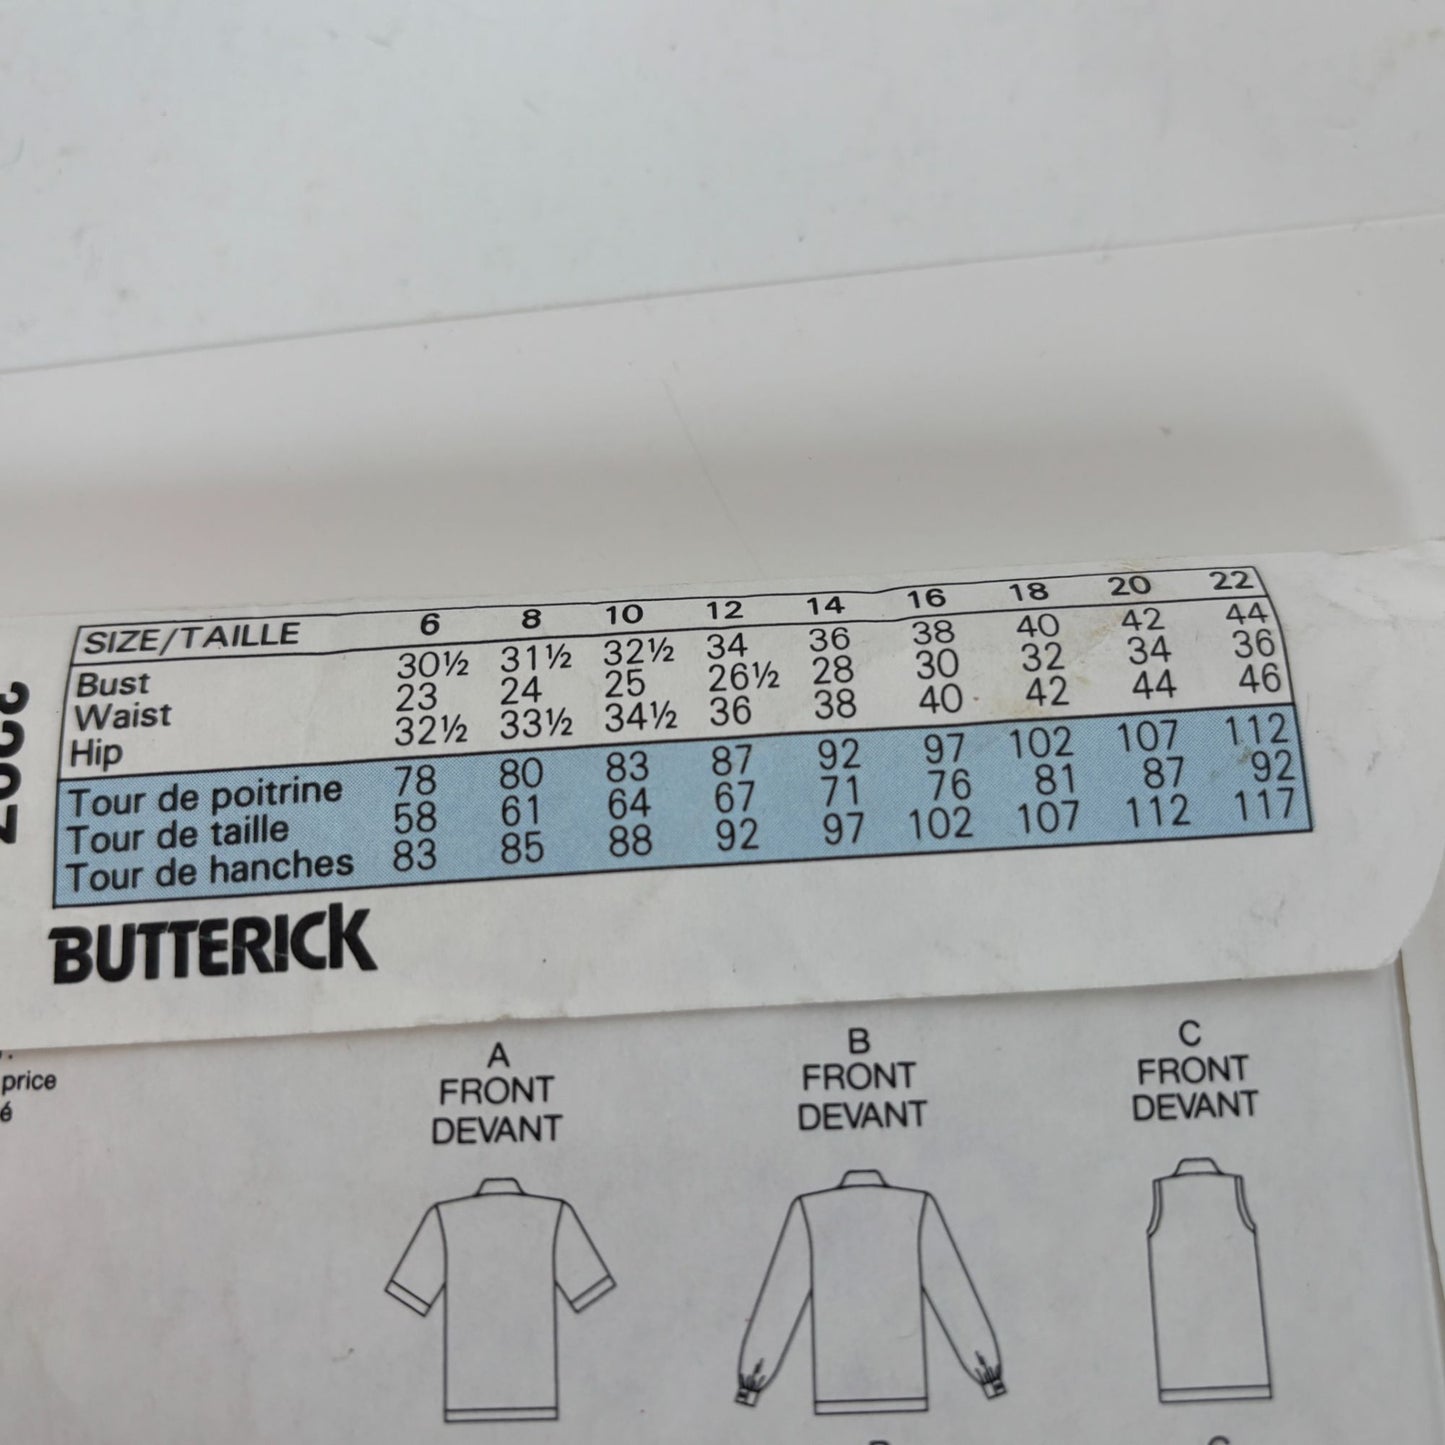 SIZE/TAILLE 6 8 10 12 14 16 18 20 22
Bust 30½ 31½ 32½ 34 36 38 40 42 44
Waist 23 24 25 26½ 28 30 32 34 36
Hip 32½ 33½ 34½ 36 38 40 42 44 46
Tour de poitrine 78 80 83 87 92 97 102 107 112
Tour de taille 58 61 64 67 71 76 81 87 92
Tour de hanches 83 85 88 92 97 102 107 112 117
BUTTERICK
price
é
A
FRONT
DEVANT
B
FRONT
DEVANT
C
FRONT
DEVANT